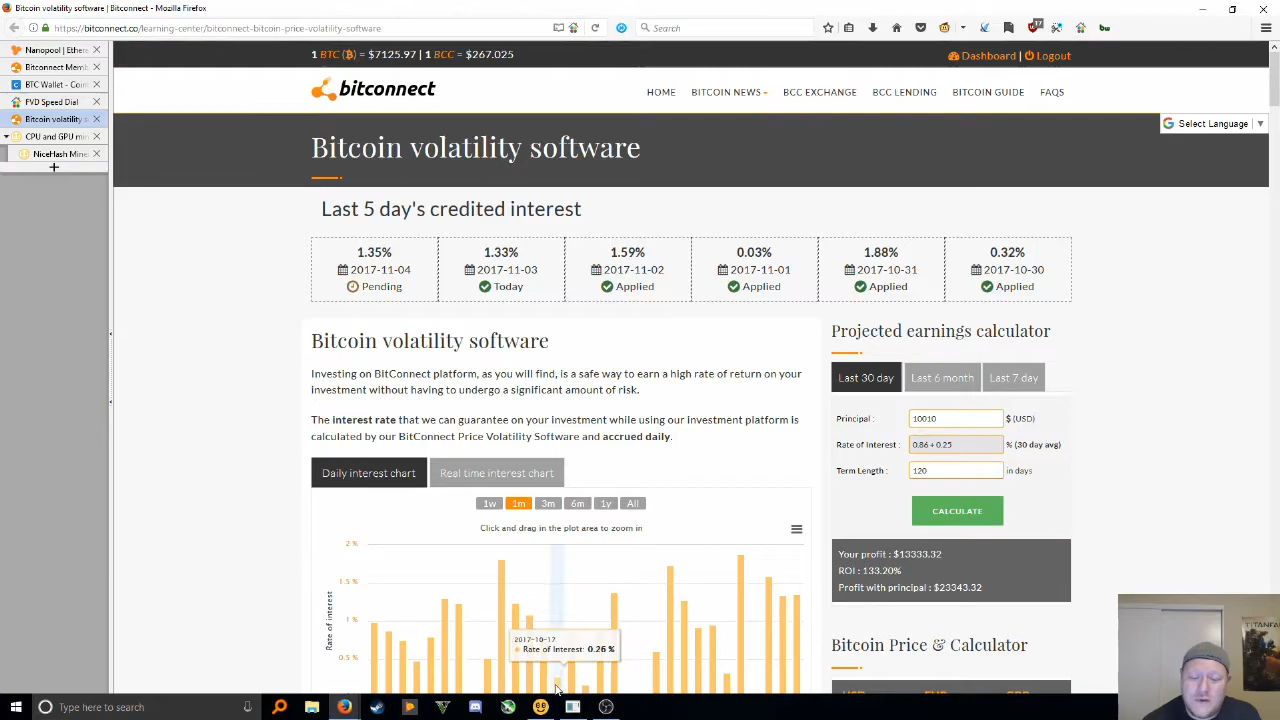 Bitcoin volatility software | Bitconnect - Mozilla Firefox
https://bitconnect.co/learning-center/bitconnect-bitcoin-price-volatility-software
Search
17
Nanopool | Ethere
Bitconnect Memb
BTC Wallet - Com
FVD Speed Dial
Bitcoin volatility s
CPU and GPU min
NiceHash Mine
1 BTC (฿) = $7125.97 | 1 BCC = $267.025
Dashboard | Logout
bitconnect
HOME BITCOIN NEWS BCC EXCHANGE BCC LENDING BITCOIN GUIDE FAQS
Select Language
Bitcoin volatility software
Last 5 day's credited interest
1.35% 1.33% 1.59% 0.03% 1.88% 0.32%
2017-11-04 2017-11-03 2017-11-02 2017-11-01 2017-10-31 2017-10-30
Pending Today Applied Applied Applied Applied
Bitcoin volatility software
Investing on BitConnect platform, as you will find, is a safe way to earn a high rate of return on your
investment without having to undergo a significant amount of risk.
The interest rate that we can guarantee on your investment while using our investment platform is
calculated by our BitConnect Price Volatility Software and accrued daily.
Daily interest chart Real time interest chart
1w 1m 3m 6m 1y All
Click and drag in the plot area to zoom in
2 %
1.5 %
1 %
0.5 %
Rate of interest
2017-10-17
Rate of Interest: 0.26 %
Projected earnings calculator
Last 30 day Last 6 month Last 7 day
Principal : 10010 $ (USD)
Rate of Interest : 0.86 + 0.25 % (30 day avg)
Term Length : 120 in days
CALCULATE
Your profit : $13333.32
ROI : 133.20%
Profit with principal : $23343.32
Bitcoin Price & Calculator
USD EUR GBP
Type here to search
TITANFA